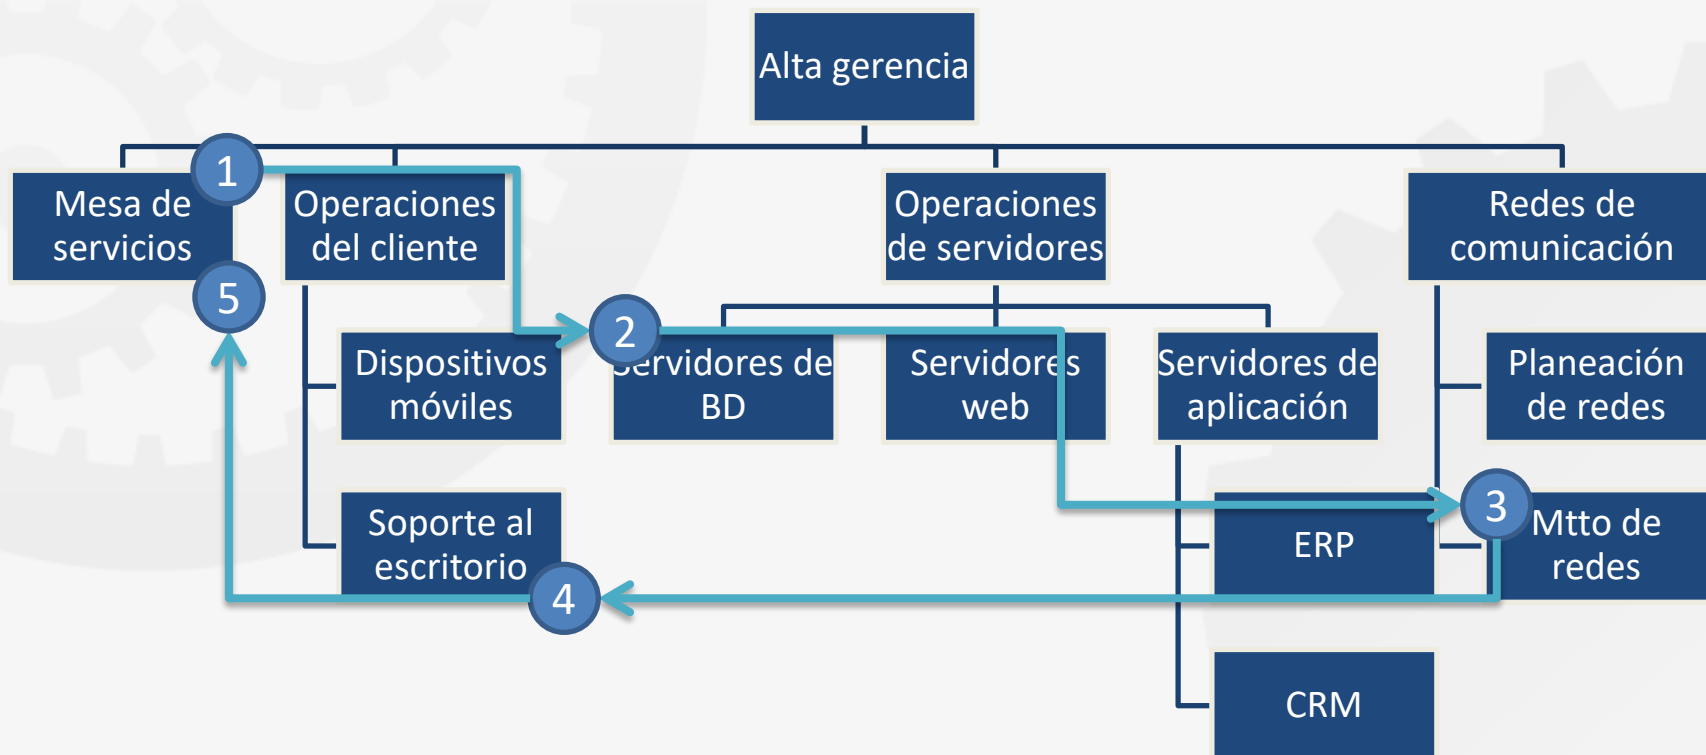 Alta gerencia
1
Mesa de
servicios
Operaciones
del cliente
Operaciones
de servidores
Redes de
comunicación
5
2
Dispositivos
móviles
Servidores de
BD
Servidores
web
Servidores de
aplicación
Planeación
de redes
Soporte al
escritorio
4
ERP
3
Mtto de
redes
CRM